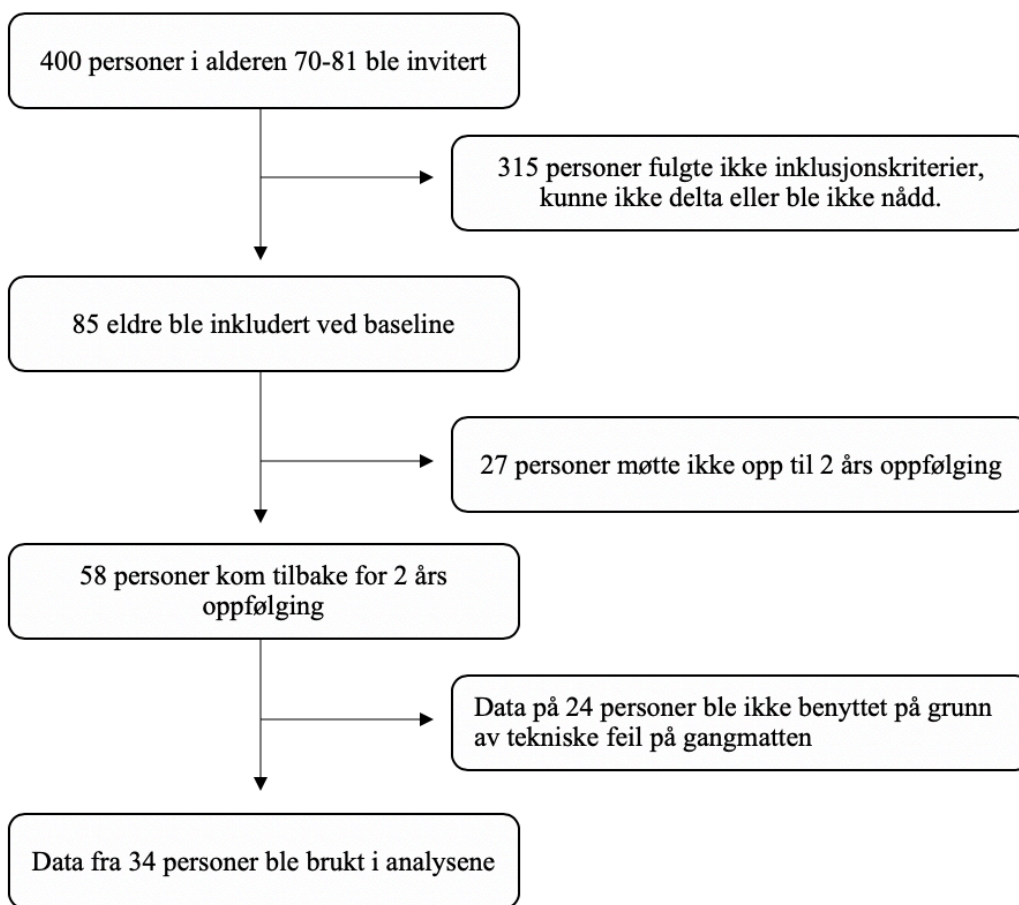 400 personer i alderen 70-81 ble invitert
315 personer fulgte ikke inklusjonskriterier,
kunne ikke delta eller ble ikke nådd.
85 eldre ble inkludert ved baseline
27 personer møtte ikke opp til 2 års oppfølging
58 personer kom tilbake for 2 års
oppfølging
Data på 24 personer ble ikke benyttet på grunn
av tekniske feil på gangmatten
Data fra 34 personer ble brukt i analysene